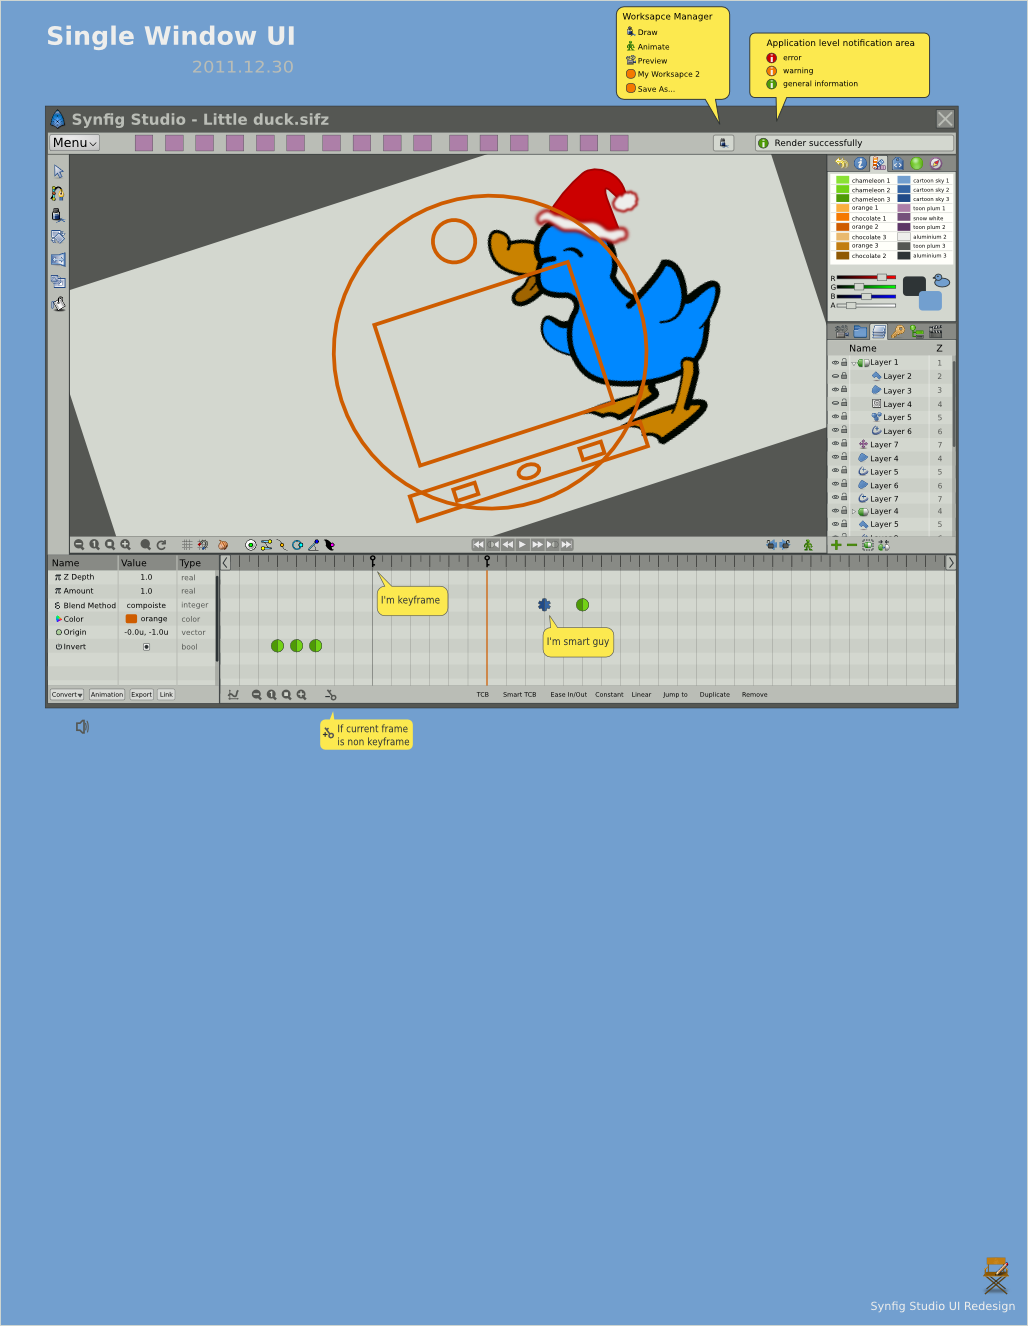 Single Window UI
2011.12.30
Worksapce Manager
Draw
Animate
Preview
My Worksapce 2
Save As...
Application level notification area
error
warning
general information
Synfig Studio - Little duck.sifz
Menu
Render successfully
chameleon 1 cartoon sky 1
chameleon 2 cartoon sky 2
chameleon 3 cartoon sky 3
orange 1 toon plum 1
chocolate 1 snow white
orange 2 toon plum 2
chocolate 3 aluminium 2
orange 3 toon plum 3
chocolate 2 aluminium 3
R
G
B
A
Name Z
Layer 1 1
Layer 2 2
Layer 3 3
Layer 4 4
Layer 5 5
Layer 6 6
Layer 7 7
Layer 4 4
Layer 5 5
Layer 6 6
Layer 7 7
Layer 4 4
Layer 5 5
Name Value Type
Z Depth 1.0 real
Amount 1.0 real
Blend Method compoiste integer
Color orange color
Origin -0.0u, -1.0u vector
Invert bool
I'm keyframe
I'm smart guy
Convert Animation Export Link
TCB Smart TCB Ease In/Out Constant Linear Jump to Duplicate Remove
If current frame
is non keyframe
Synfig Studio UI Redesign